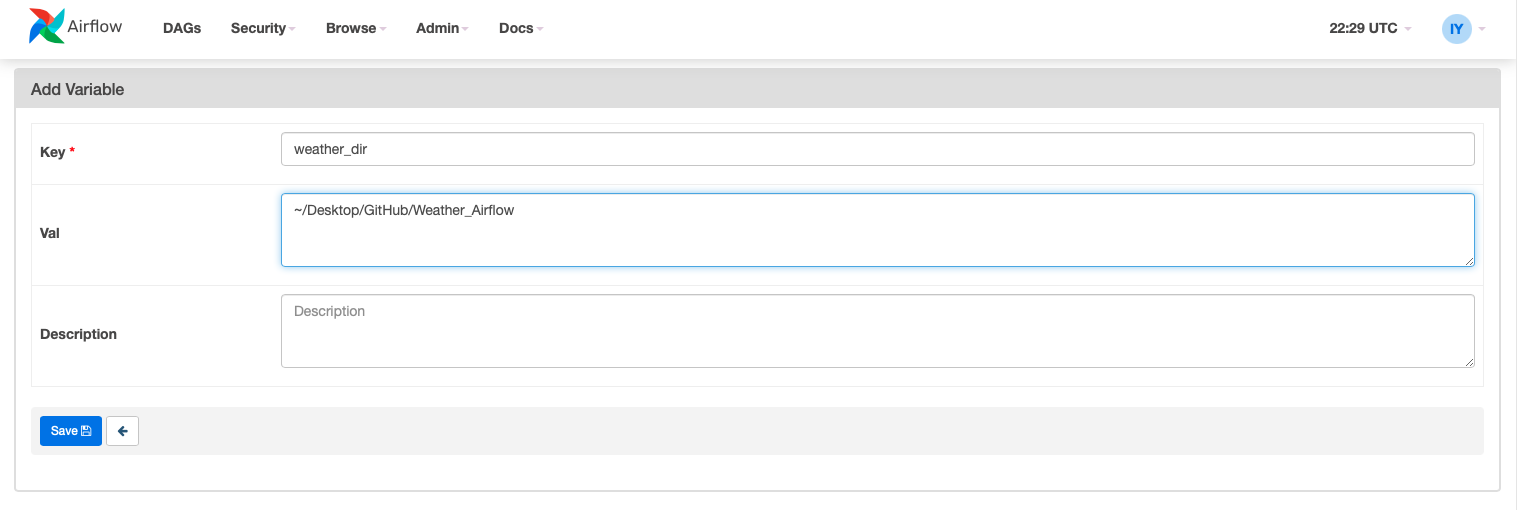 Airflow DAGs Security Browse Admin Docs 22:29 UTC IY
Add Variable
Key * weather_dir
Val ~/Desktop/GitHub/Weather_Airflow
Description Description
Save